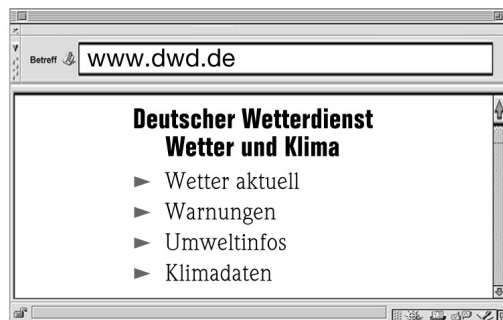 Betreff www.dwd.de
Deutscher Wetterdienst
Wetter und Klima
► Wetter aktuell
► Warnungen
► Umweltinfos
► Klimadaten